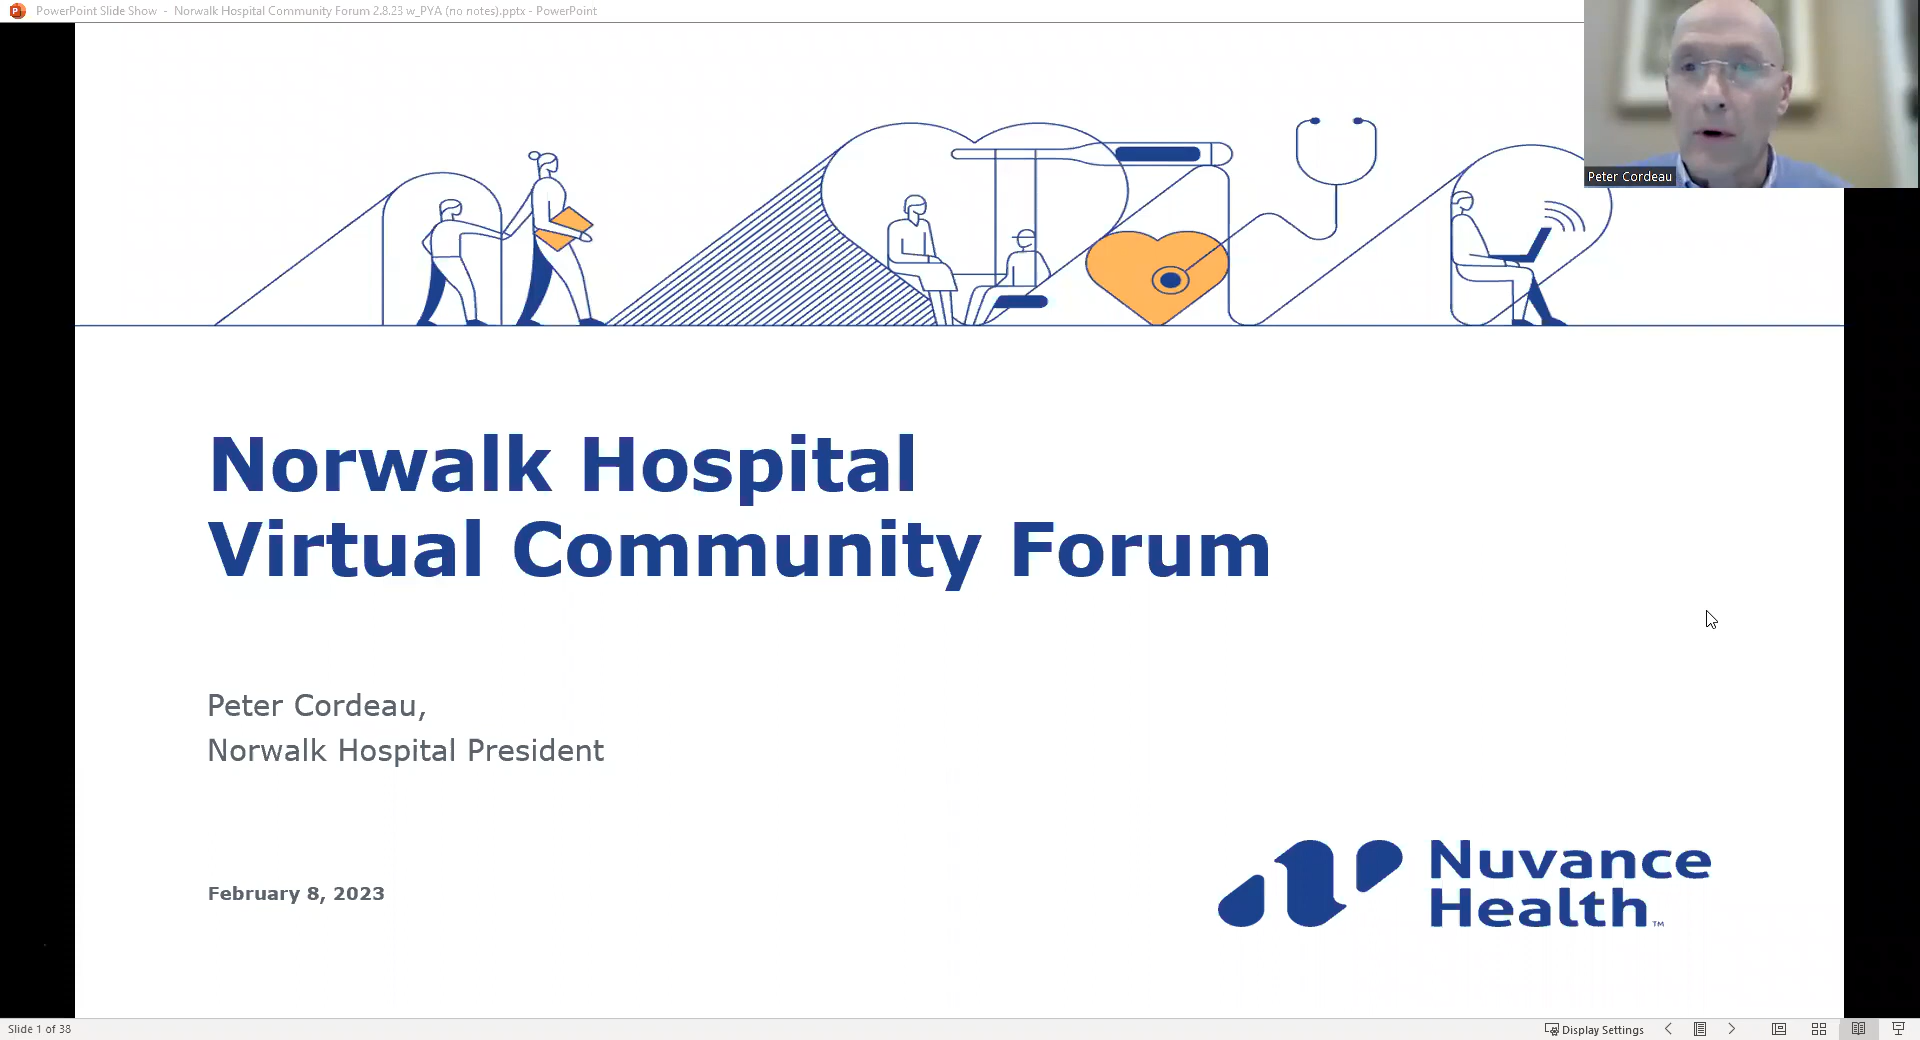 PowerPoint Slide Show - Norwalk Hospital Community Forum 2.8.23 w_PYA (no notes).pptx - PowerPoint
Peter Cordeau
Norwalk Hospital
Virtual Community Forum
Peter Cordeau,
Norwalk Hospital President
February 8, 2023
Nuvance
Health™
Slide 1 of 38
Display Settings